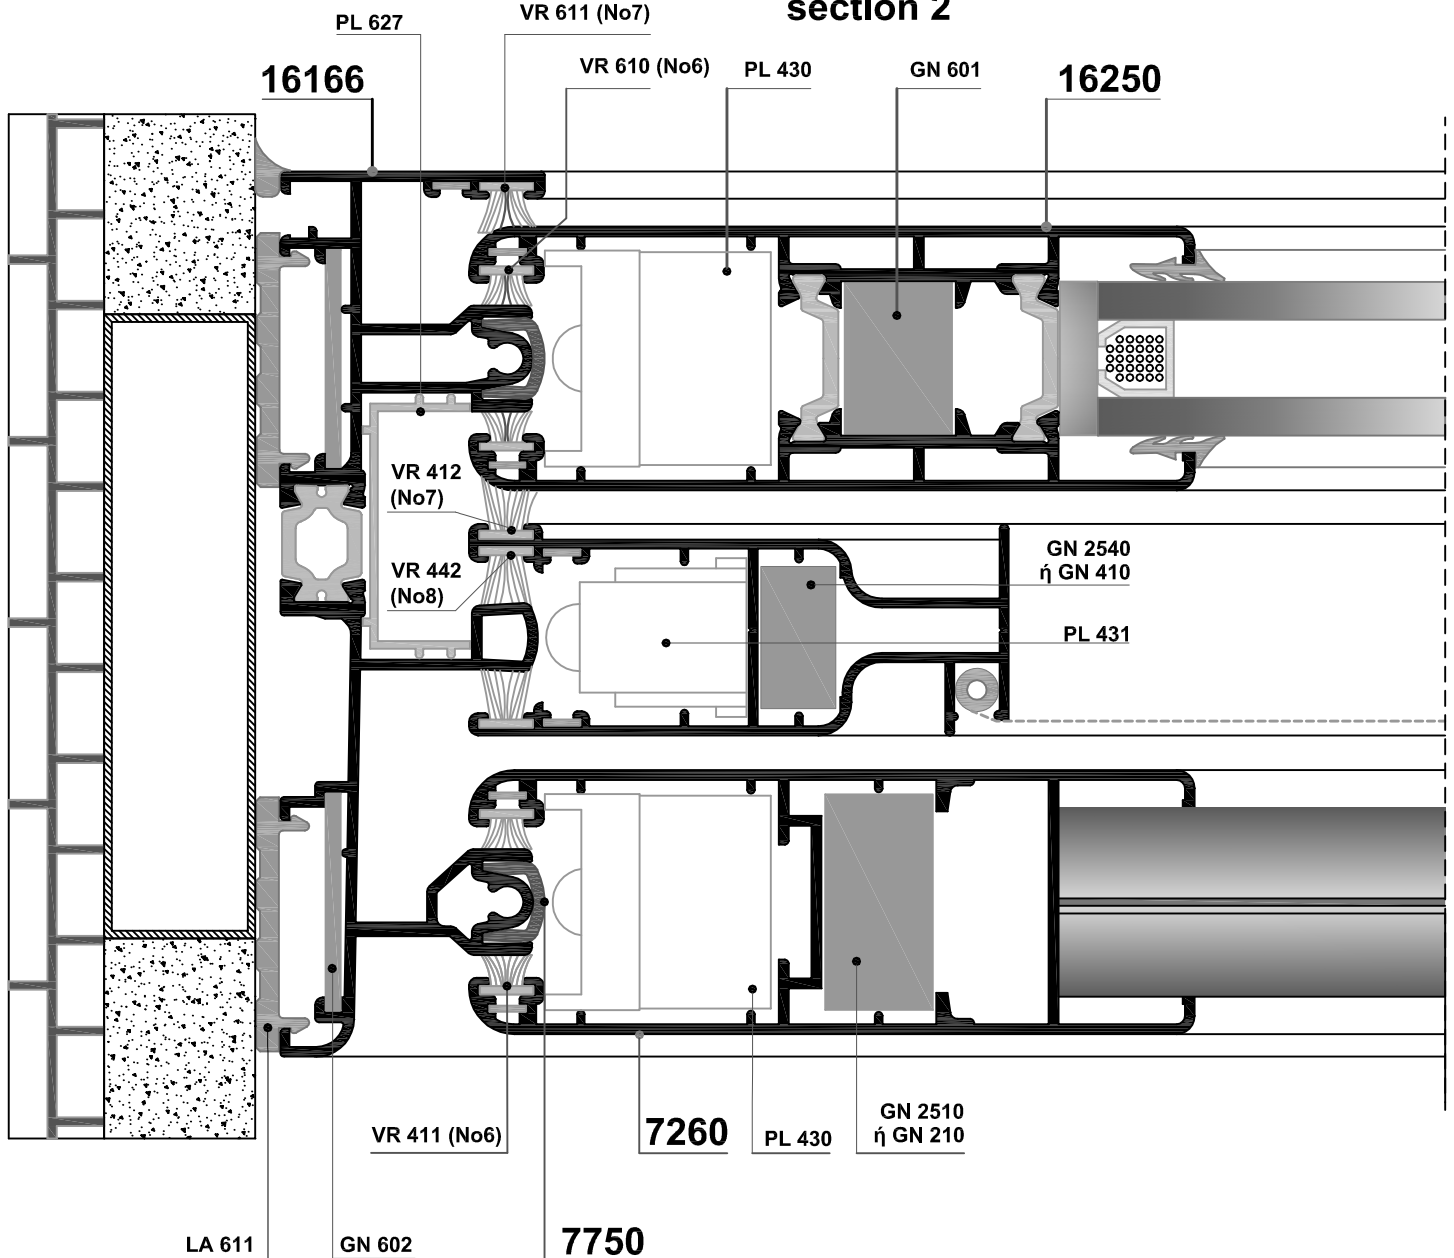 section 2
VR 611 (No7)
PL 627
VR 610 (No6)
PL 430
GN 601
16166
16250
VR 412
(No7)
VR 442
(No8)
GN 2540
ή GN 410
PL 431
GN 2510
ή GN 210
VR 411 (No6)
7260
PL 430
LA 611
GN 602
7750